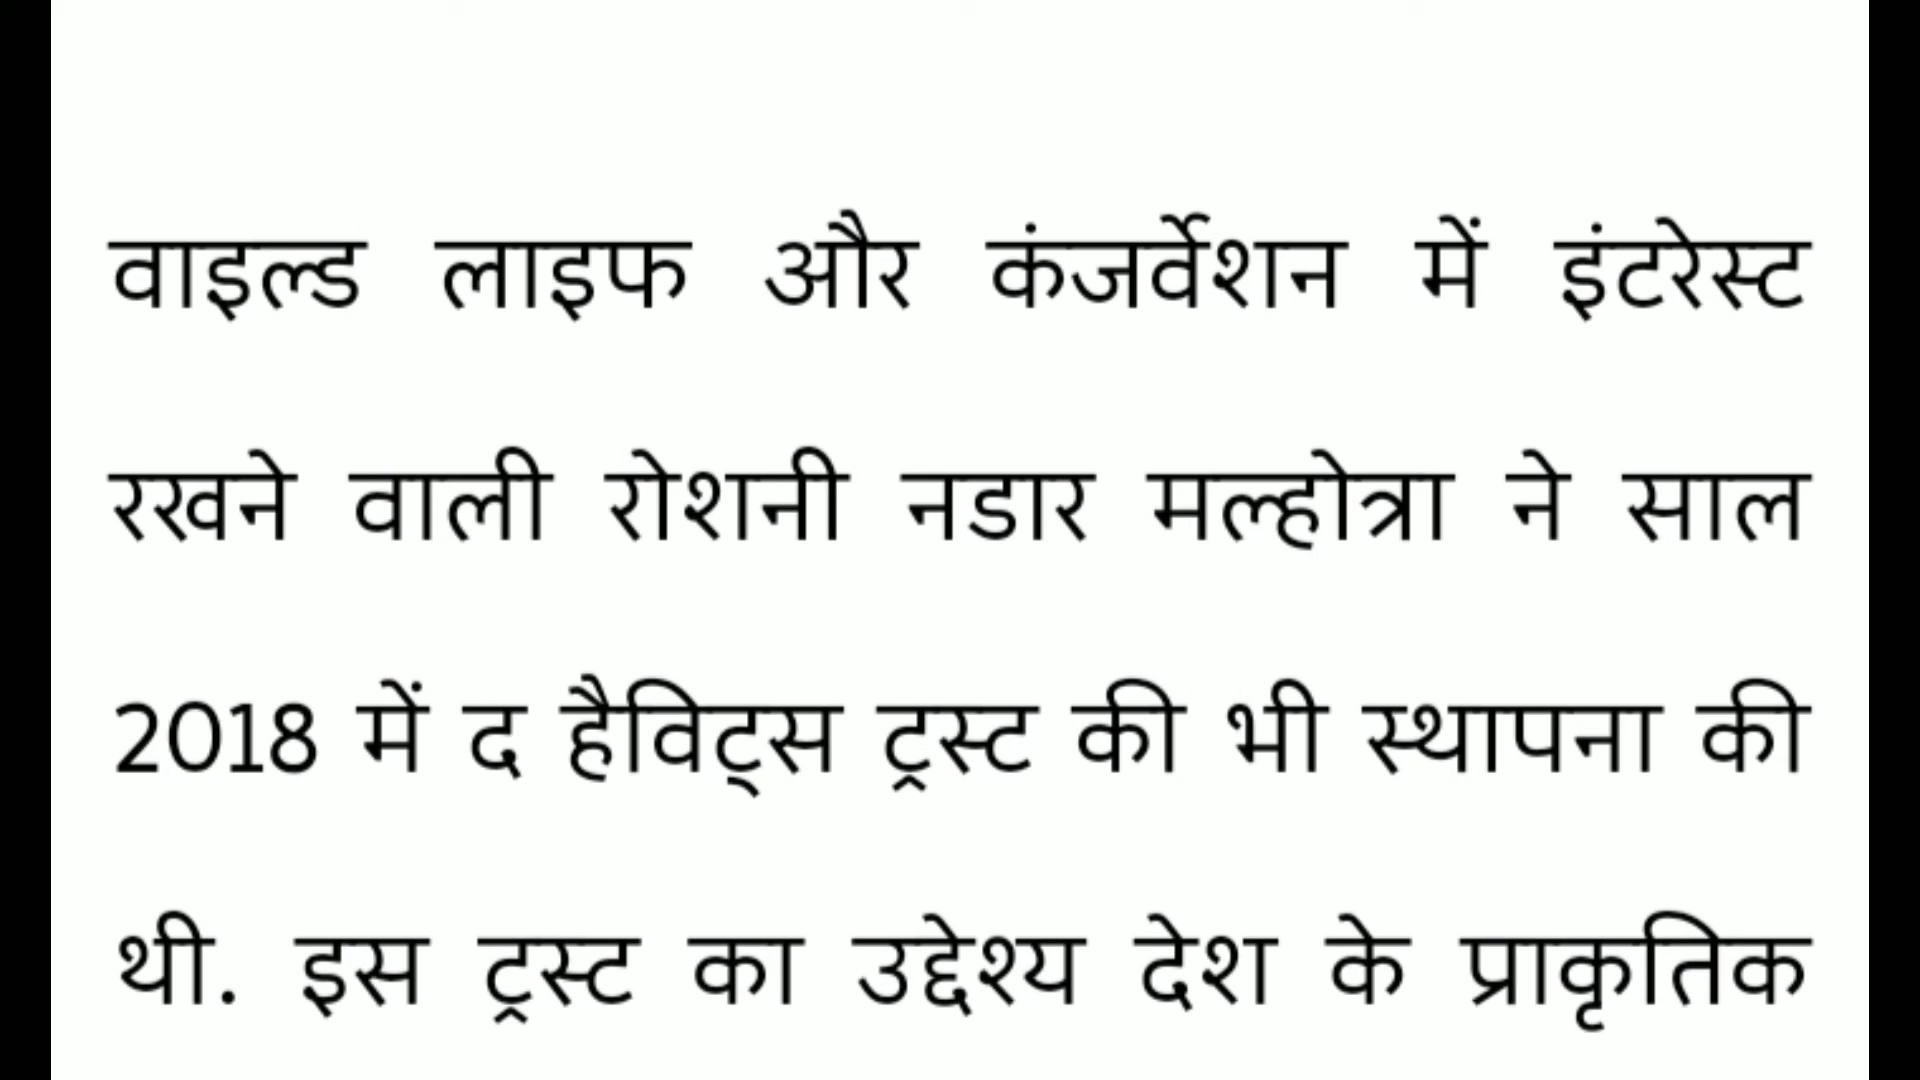 वाइल्ड लाइफ और कंजर्वेशन में इंटरेस्ट
रखने वाली रोशनी नडार मल्होत्रा ने साल
2018 में द हैविट्स ट्रस्ट की भी स्थापना की
थी. इस ट्रस्ट का उद्देश्य देश के प्राकृतिक